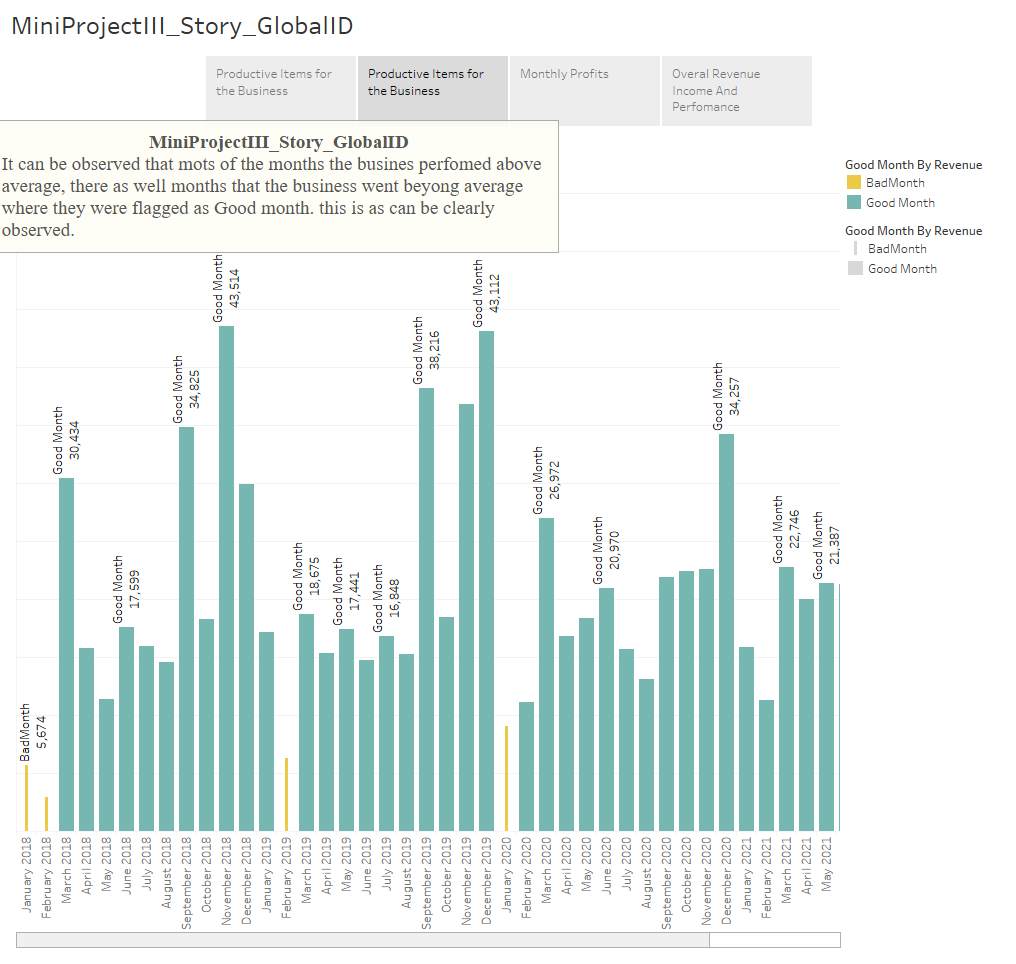 MiniProjectIII_Story_GlobalID
Productive Items for
the Business
Productive Items for
the Business
Monthly Profits
Overal Revenue
Income And
Perfomance
MiniProjectIII_Story_GlobalID
It can be observed that mots of the months the busines perfomed above
average, there as well months that the business went beyong average
where they were flagged as Good month. this is as can be clearly
observed.
Good Month By Revenue
BadMonth
Good Month
Good Month By Revenue
BadMonth
Good Month
BadMonth
5,674
Good Month
30,434
Good Month
17,599
Good Month
34,825
Good Month
43,514
Good Month
18,675
Good Month
17,441
Good Month
16,848
Good Month
38,216
Good Month
43,112
Good Month
26,972
Good Month
20,970
Good Month
34,257
Good Month
22,746
Good Month
21,387
January 2018
February 2018
March 2018
April 2018
May 2018
June 2018
July 2018
August 2018
September 2018
October 2018
November 2018
December 2018
January 2019
February 2019
March 2019
April 2019
May 2019
June 2019
July 2019
August 2019
September 2019
October 2019
November 2019
December 2019
January 2020
February 2020
March 2020
April 2020
May 2020
June 2020
July 2020
August 2020
September 2020
October 2020
November 2020
December 2020
January 2021
February 2021
March 2021
April 2021
May 2021